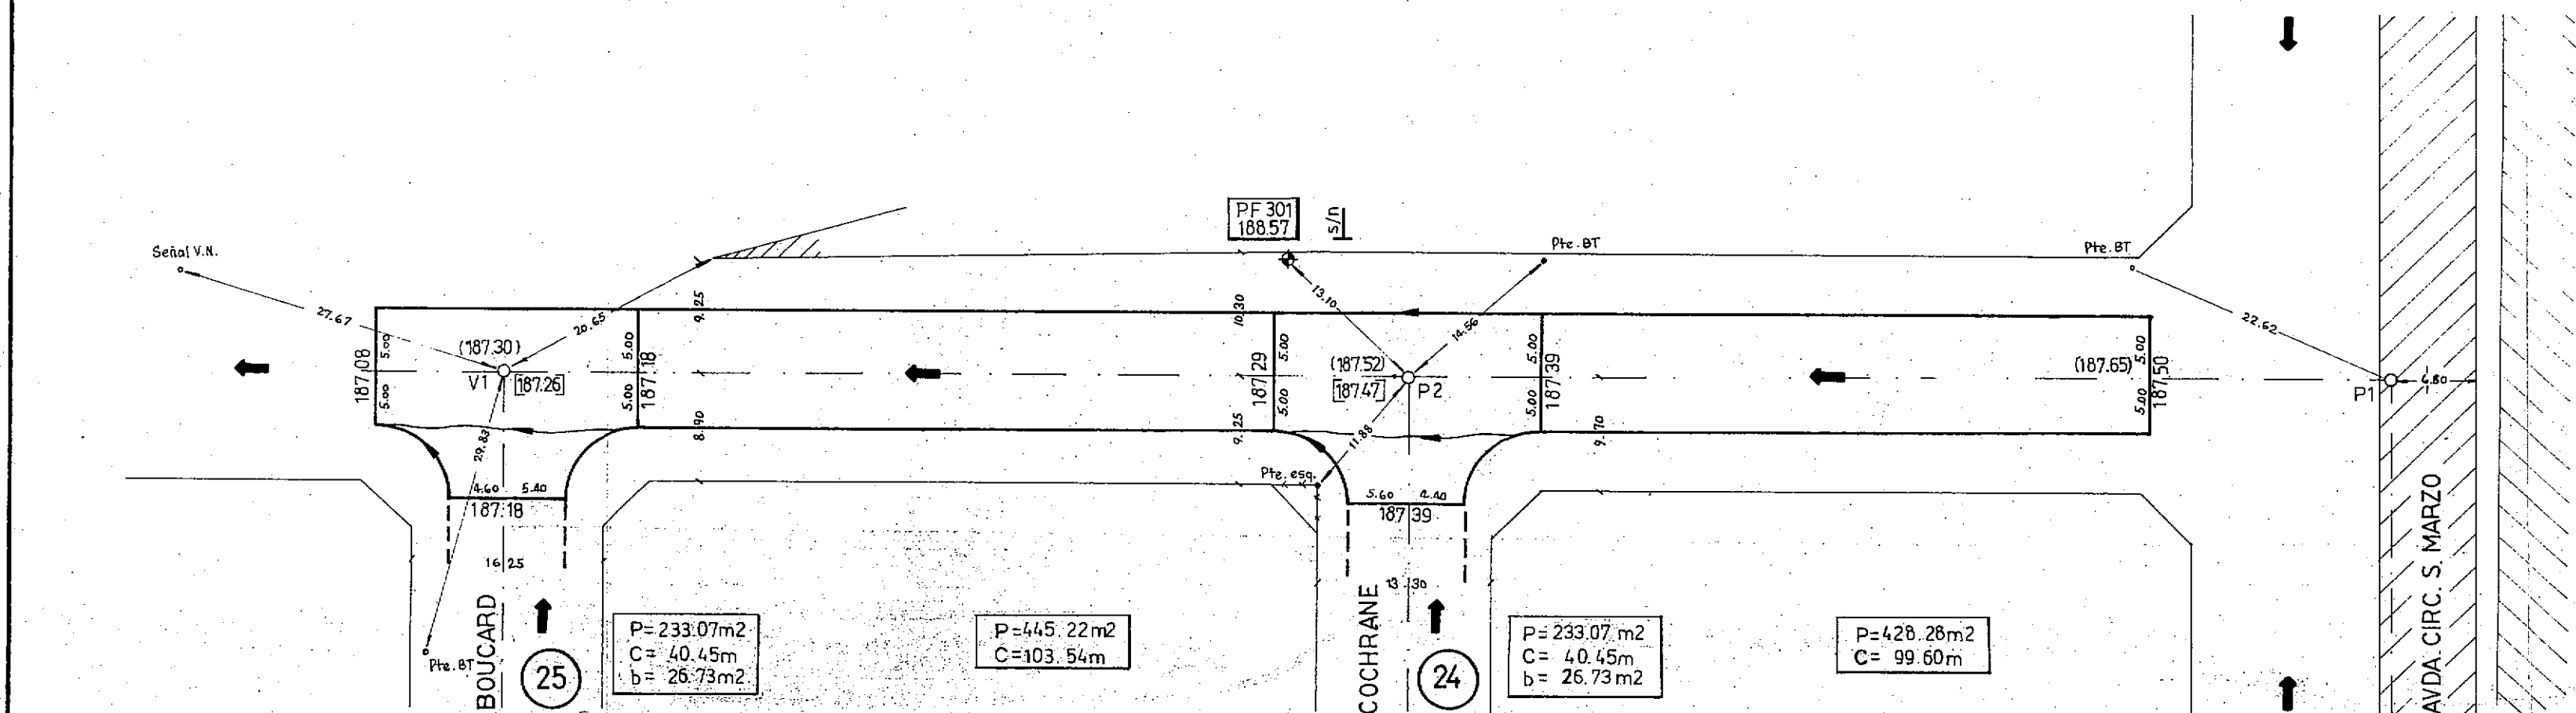 PF 301
188.57
s/n
Señal V.N.
Pte. BT
Pte. BT
27.67
20.65
9.25
10.30
13.10
14.56
22.62
187.08
5.00
5.00
(187.30)
V1
[187.26]
5.00
5.00
187.18
187.29
5.00
5.00
(187.52)
[187.47]
P2
5.00
5.00
187.39
(187.65)
5.00
5.00
187.50
P1
4.80
8.90
9.25
11.88
9.70
29.83
Pte. esq.
4.60 5.40
187.18
5.60 4.40
187.39
16.25
13.30
BOUCARD
25
Pte. BT
P=233.07m2
C= 40.45m
b= 26.73m2
P=445.22m2
C=103.54m
COCHRANE
24
P=233.07 m2
C= 40.45m
b= 26.73m2
P=428.28m2
C= 99.60m
AVDA. CIRC. S. MARZO